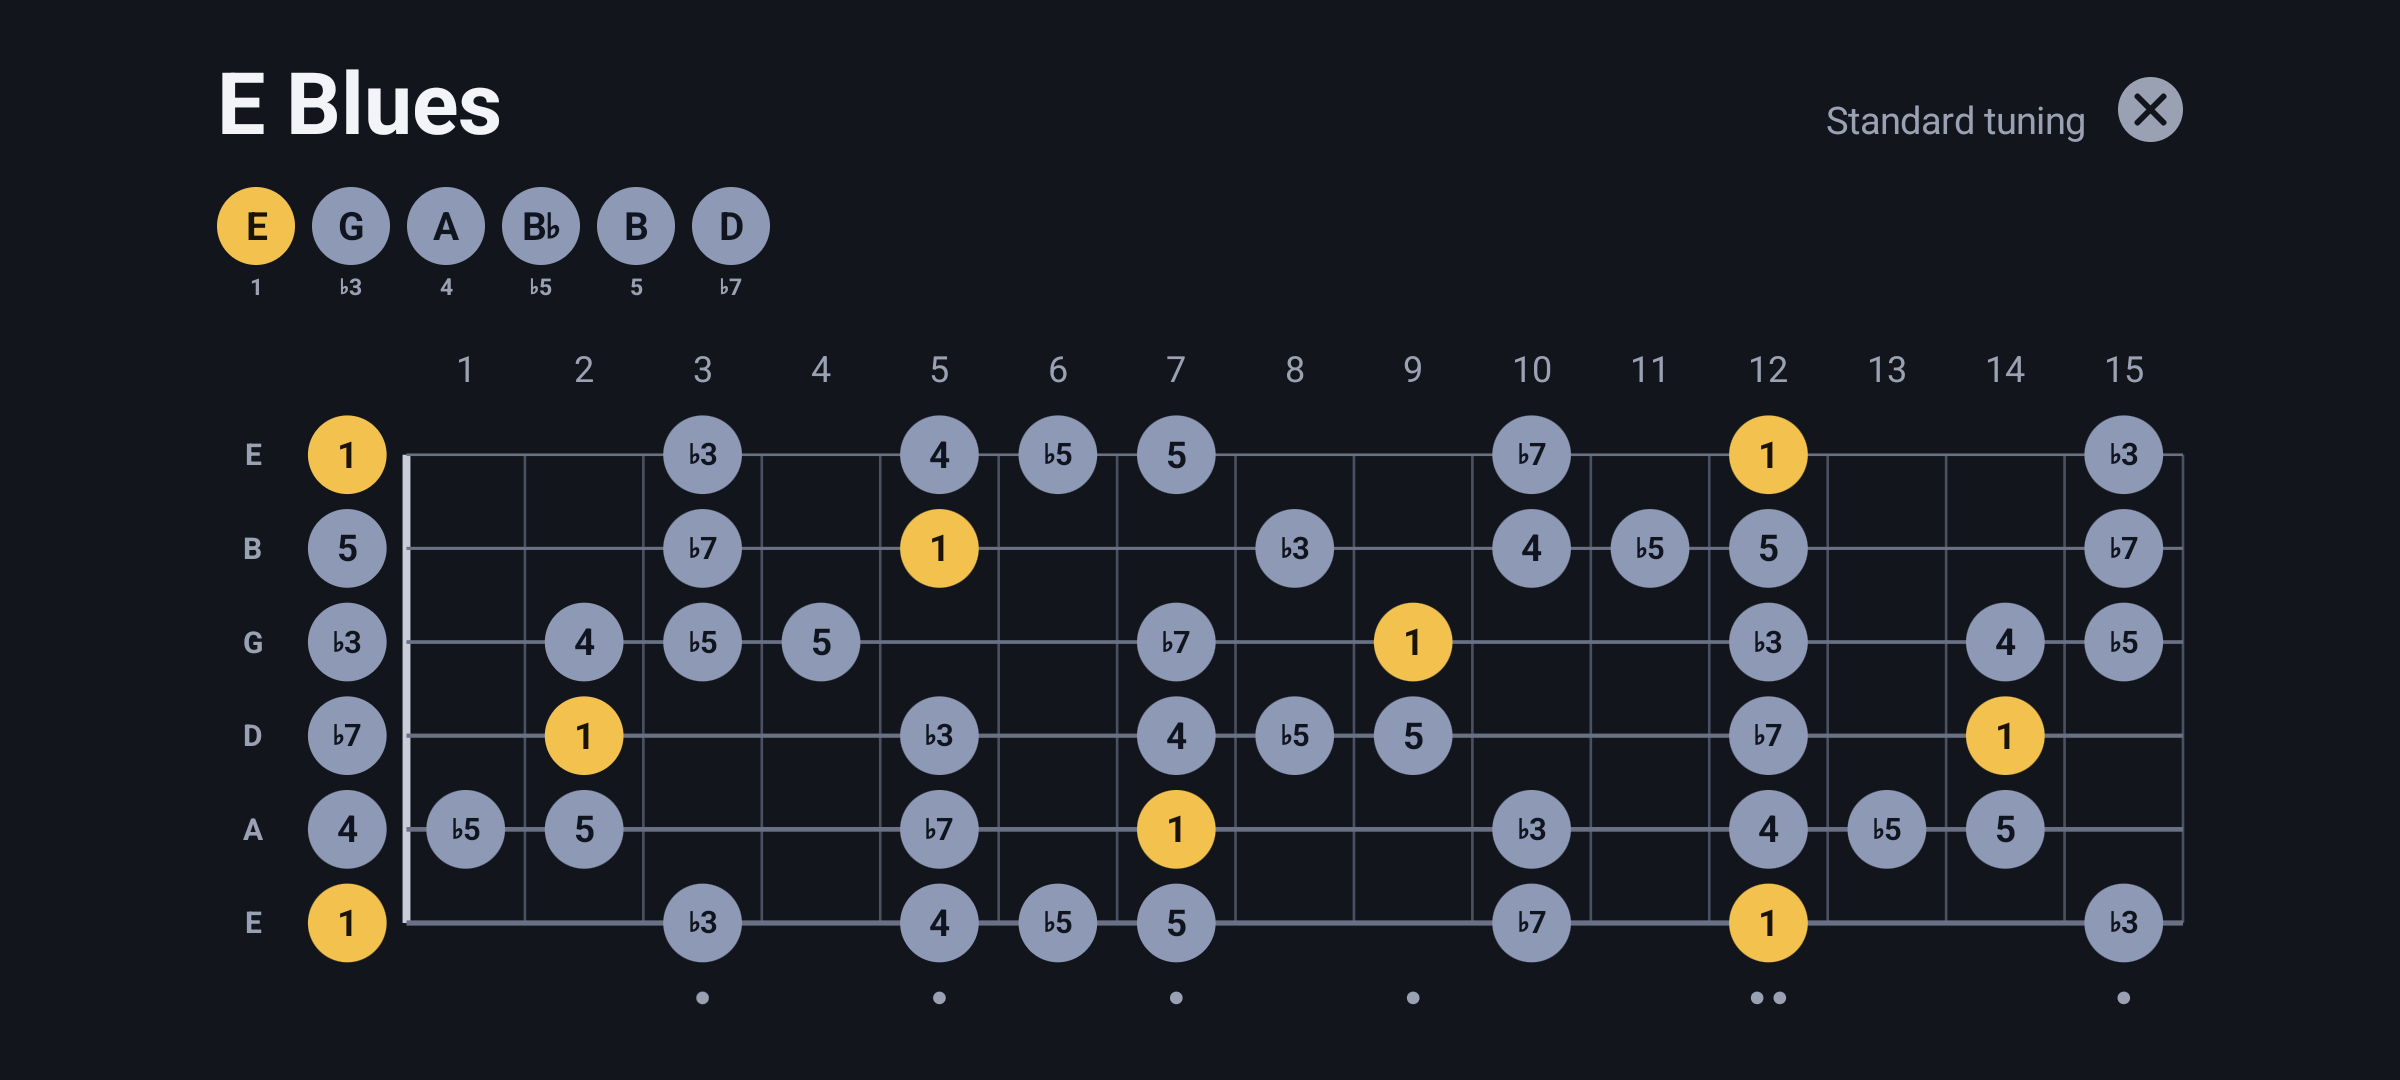 E Blues
Standard tuning
E G A B♭ B D
1 ♭3 4 ♭5 5 ♭7
1 2 3 4 5 6 7 8 9 10 11 12 13 14 15
E 1 ♭3 4 ♭5 5 ♭7 1 ♭3
B 5 ♭7 1 ♭3 4 ♭5 5 ♭7
G ♭3 4 ♭5 5 ♭7 1 ♭3 4 ♭5
D ♭7 1 ♭3 4 ♭5 5 ♭7 1
A 4 ♭5 5 ♭7 1 ♭3 4 ♭5 5
E 1 ♭3 4 ♭5 5 ♭7 1 ♭3